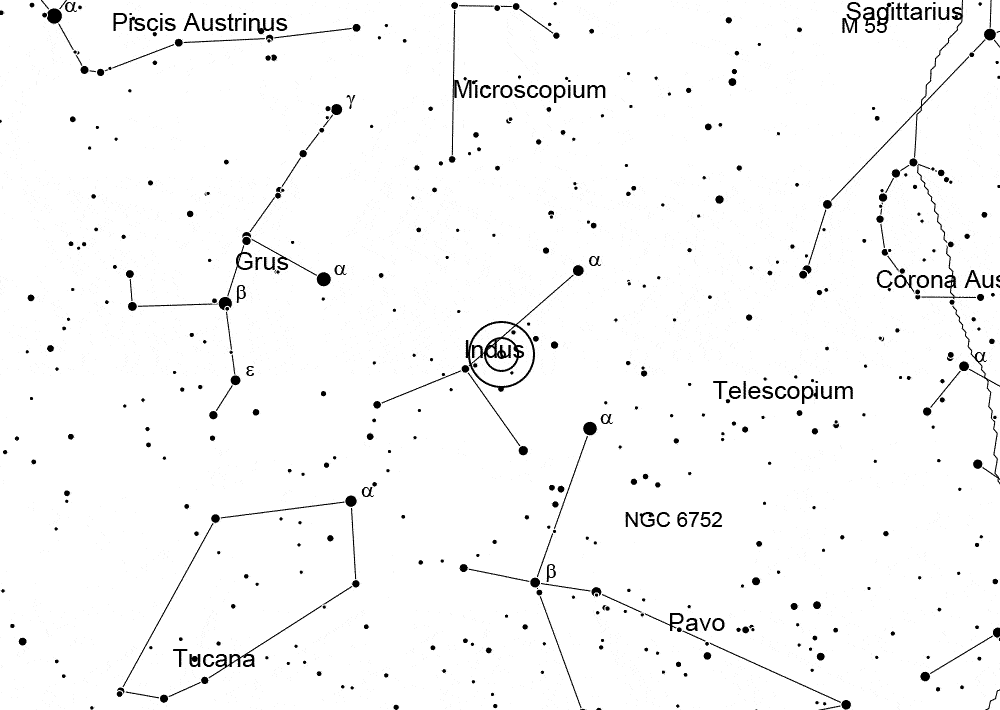 α
Piscis Austrinus
Sagittarius
M 55
Microscopium
γ
Grus
α
α
Corona Aus
β
Indus
α
ε
Telescopium
α
α
NGC 6752
β
Pavo
Tucana